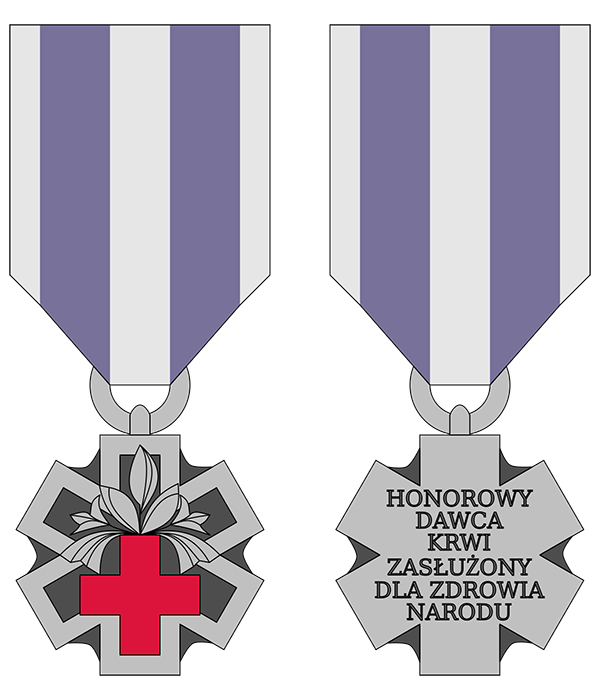 HONOROWY
DAWCA
KRWI
ZASŁUŻONY
DLA ZDROWIA
NARODU